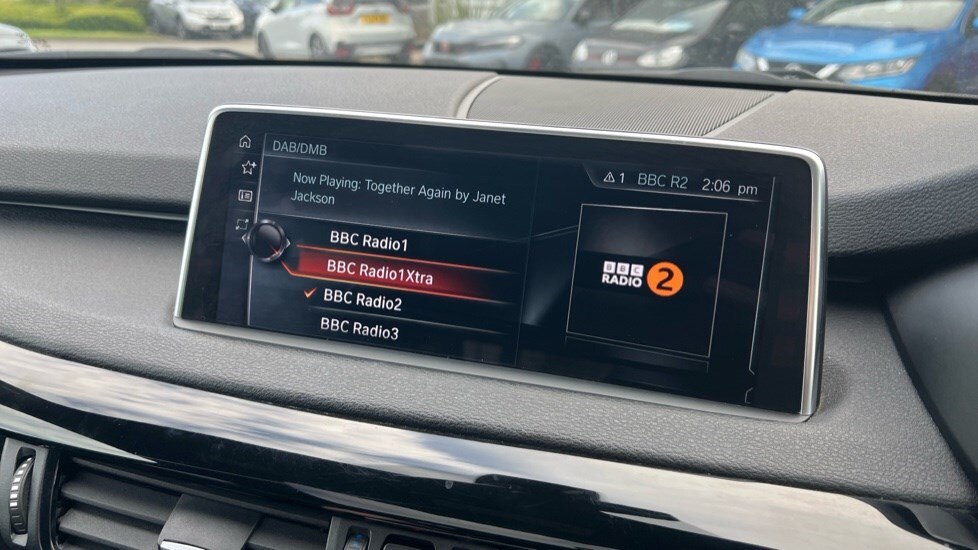 DAB/DMB
1 BBC R2 2:06 pm
Now Playing: Together Again by Janet
Jackson
BBC Radio1
BBC Radio1Xtra
BBC Radio2
BBC Radio3
BBC
RADIO 2